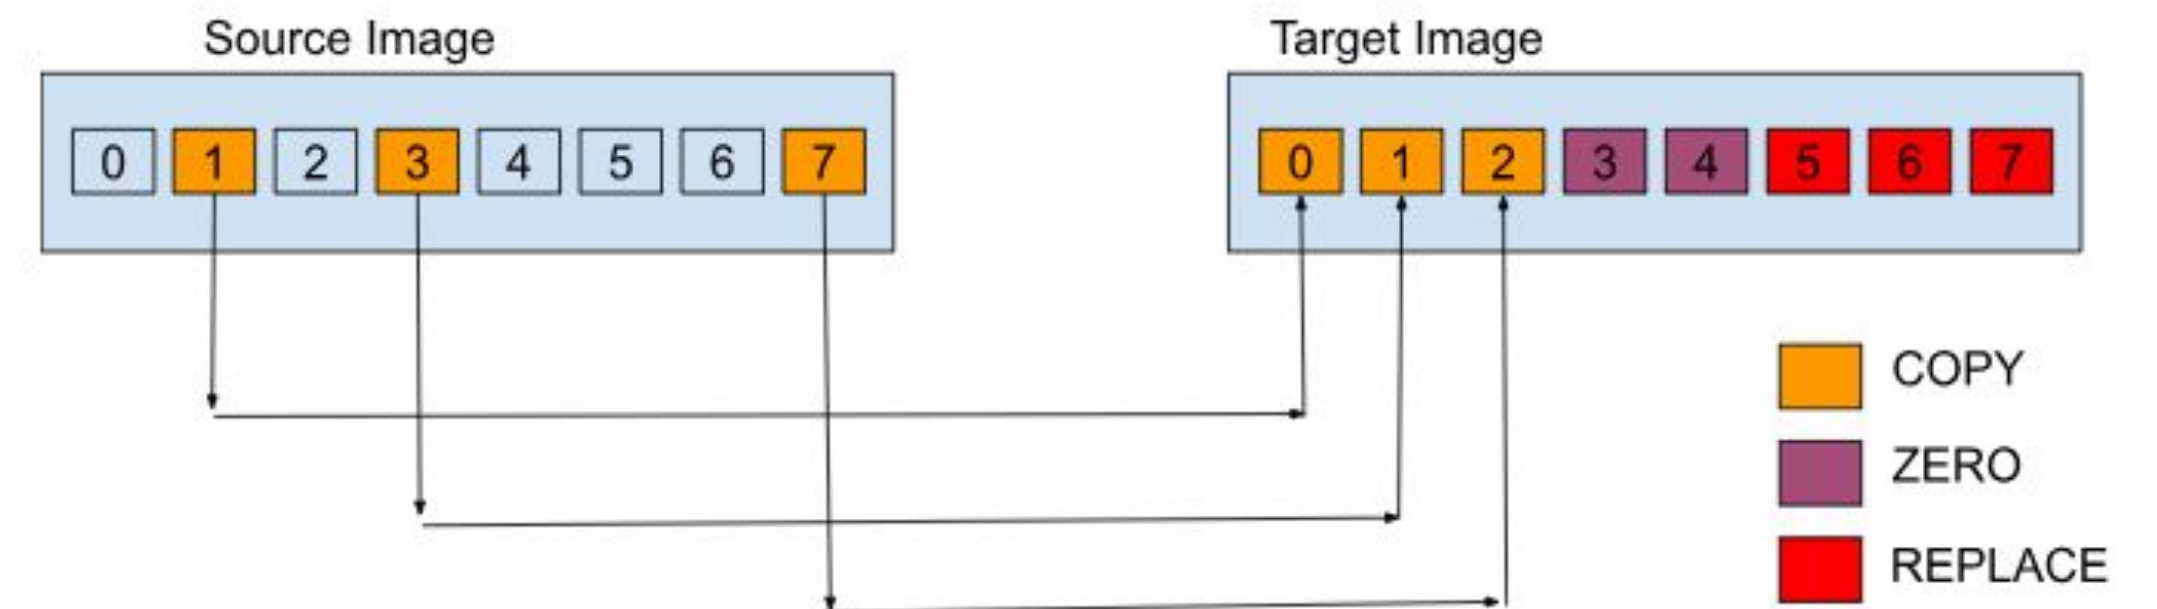 Source Image
Target Image
0 1 2 3 4 5 6 7
0 1 2 3 4 5 6 7
COPY
ZERO
REPLACE